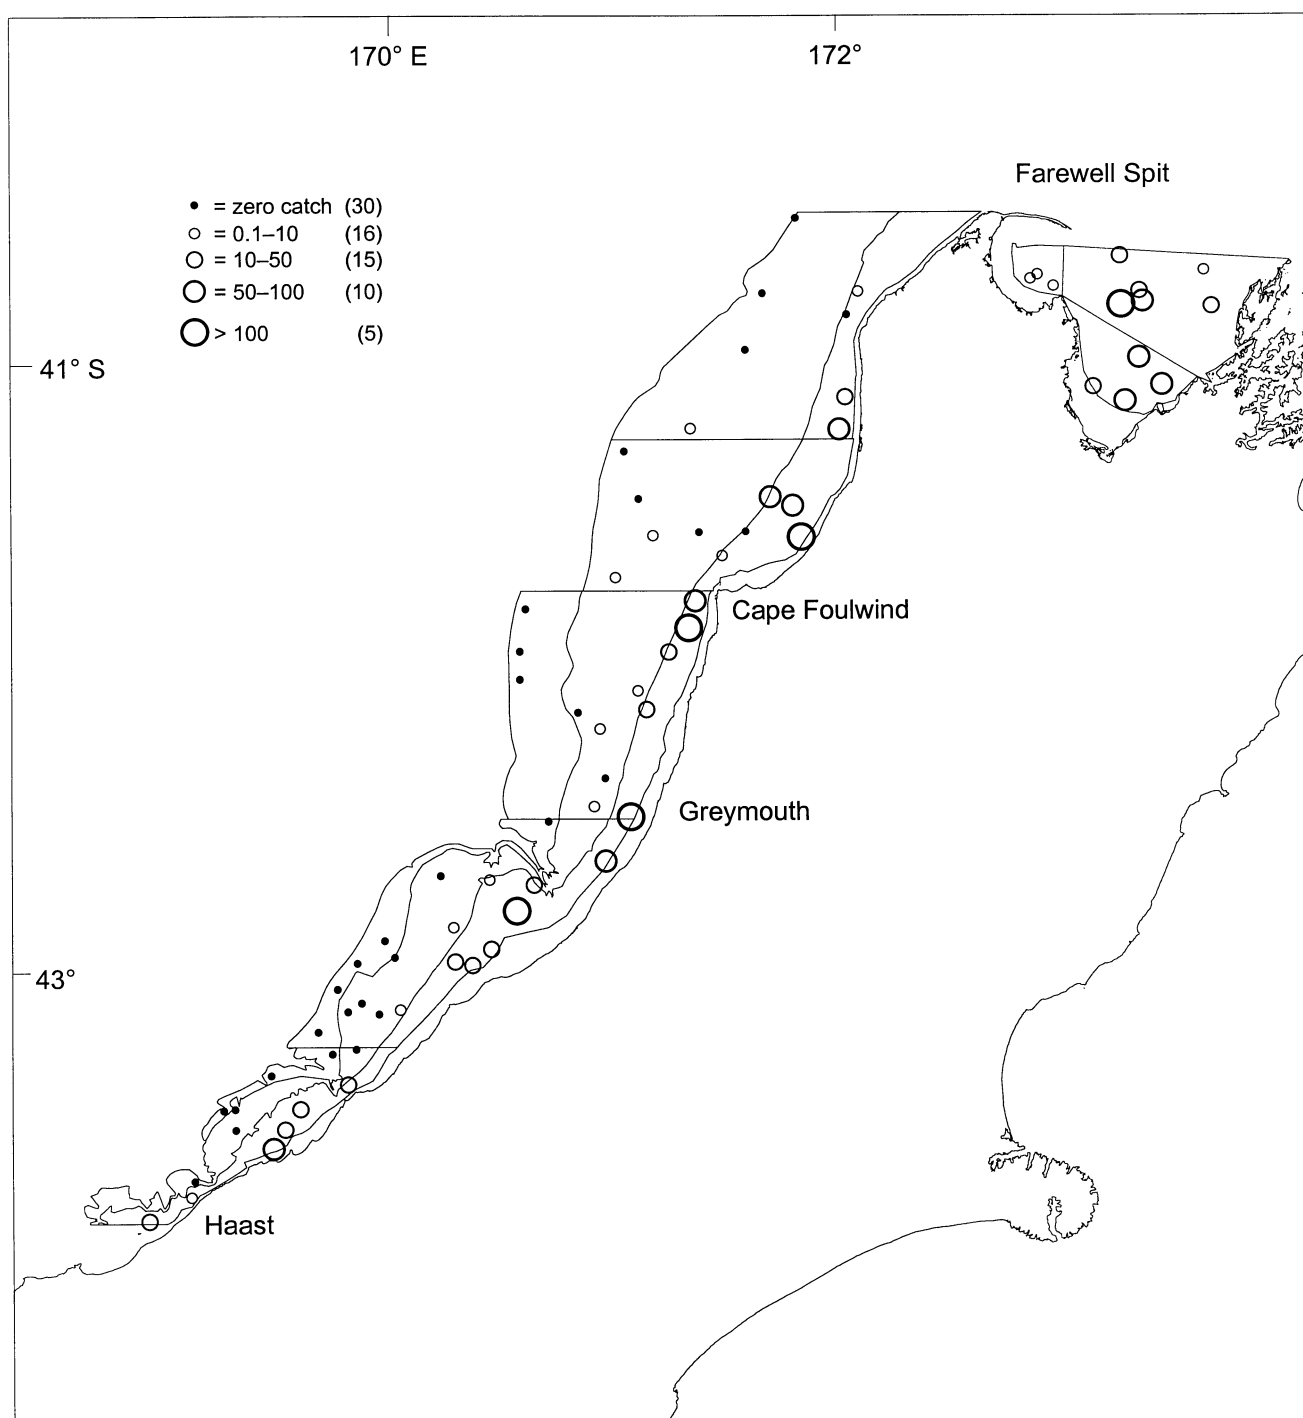 170° E
172°
Farewell Spit
= zero catch (30)
= 0.1–10 (16)
= 10–50 (15)
= 50–100 (10)
> 100 (5)
41° S
Cape Foulwind
Greymouth
43°
Haast